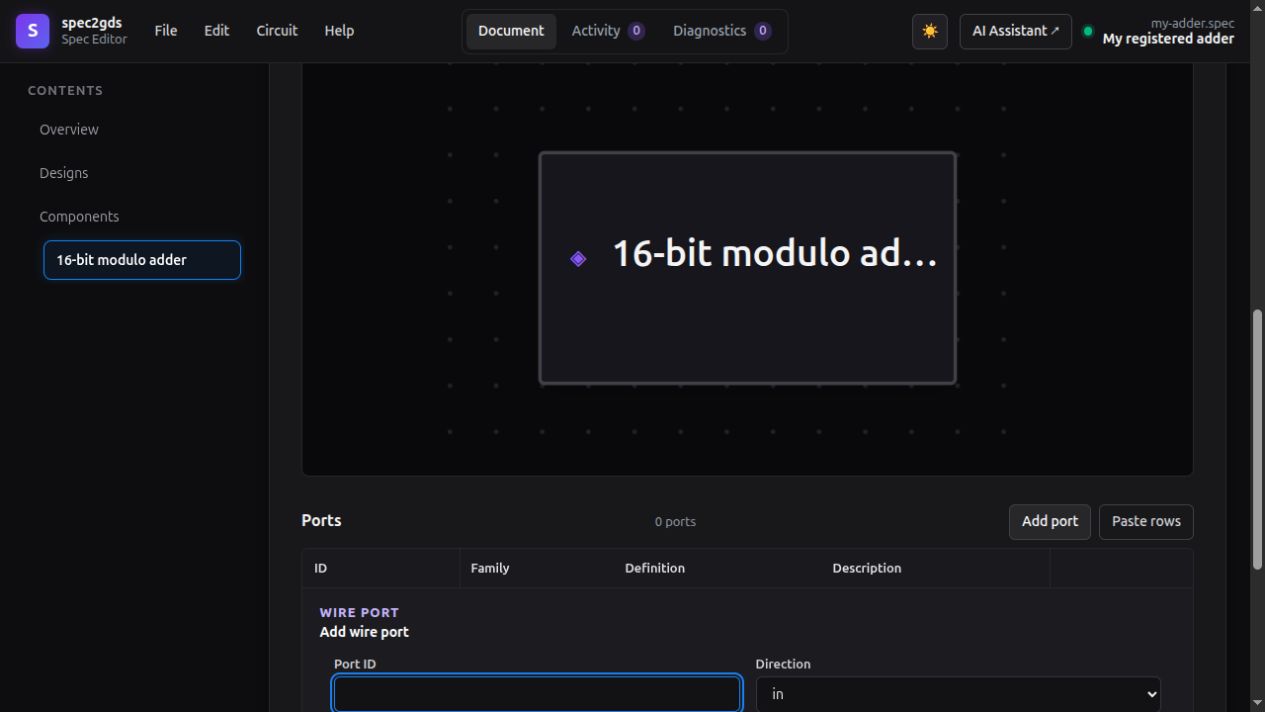 S
spec2gds
Spec Editor
File
Edit
Circuit
Help
Document
Activity 0
Diagnostics 0
AI Assistant ↗
my-adder.spec
My registered adder
CONTENTS
Overview
Designs
Components
16-bit modulo adder
16-bit modulo ad...
Ports
0 ports
Add port
Paste rows
ID
Family
Definition
Description
WIRE PORT
Add wire port
Port ID
Direction
in